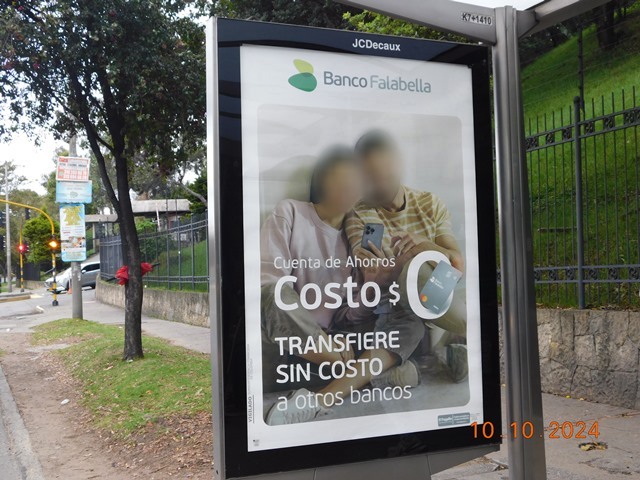 K7+1410
JCDecaux
Banco Falabella
Cuenta de Ahorros
Costo $0
TRANSFIERE
SIN COSTO
a otros bancos
10.10.2024